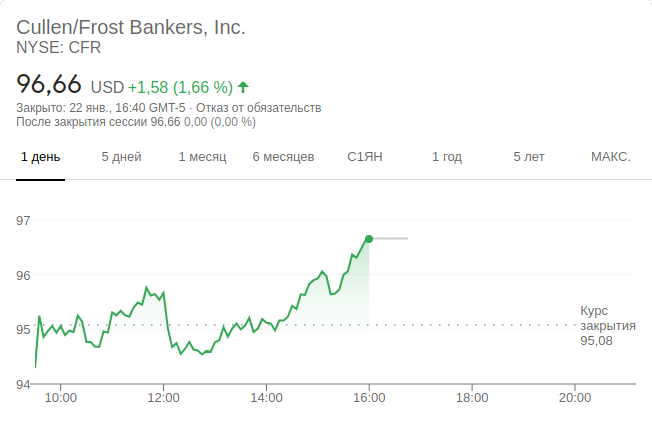 Cullen/Frost Bankers, Inc.
NYSE: CFR
96,66 USD +1,58 (1,66 %)
Закрыто: 22 янв., 16:40 GMT-5 · Отказ от обязательств
После закрытия сессии 96,66 0,00 (0,00 %)
1 день 5 дней 1 месяц 6 месяцев С1ЯН 1 год 5 лет МАКС.
97
96
95
94
Курс
закрытия
95,08
10:00 12:00 14:00 16:00 18:00 20:00